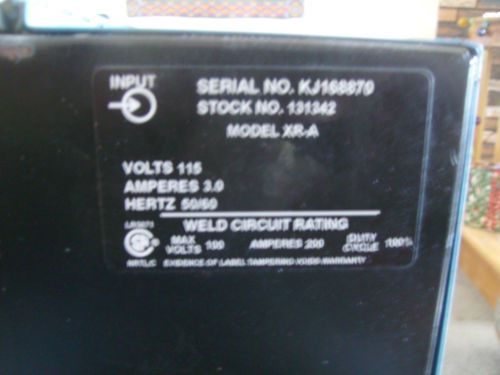 INPUT
SERIAL NO. KJ168870
STOCK NO. 131342
MODEL XR-A
VOLTS 115
AMPERES 3.0
HERTZ 50/60
WELD CIRCUIT RATING
MAX VOLTS 100 AMPERES 200 DUTY CYCLE 100%
NRTL/C EVIDENCE OF LABEL TAMPERING VOIDS WARRANTY